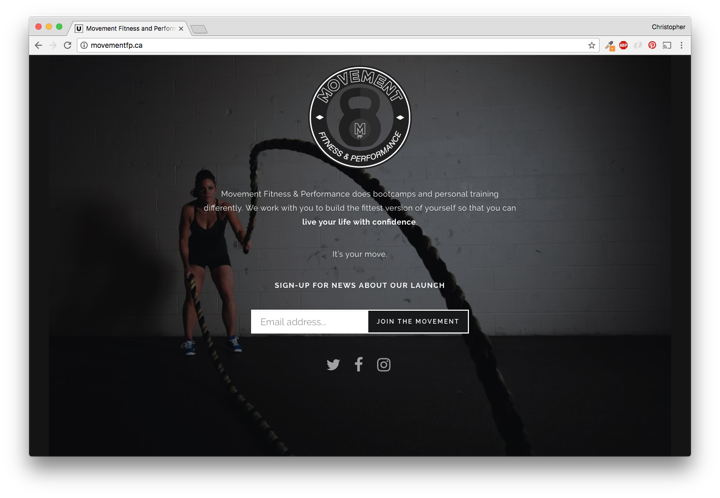 Movement Fitness and Perform
Christopher
movementfp.ca
MOVEMENT
M
FP
FITNESS & PERFORMANCE
Movement Fitness & Performance does bootcamps and personal training
differently. We work with you to build the fittest version of yourself so that you can
live your life with confidence.
It's your move.
SIGN-UP FOR NEWS ABOUT OUR LAUNCH
Email address...
JOIN THE MOVEMENT